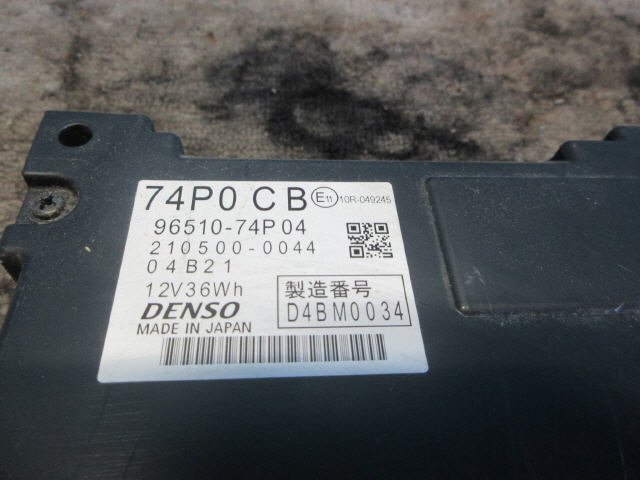 74P0 CB E11 10R-049245
96510-74P04
210500-0044
04B21
12V36Wh
DENSO
MADE IN JAPAN
製造番号
D4BM0034